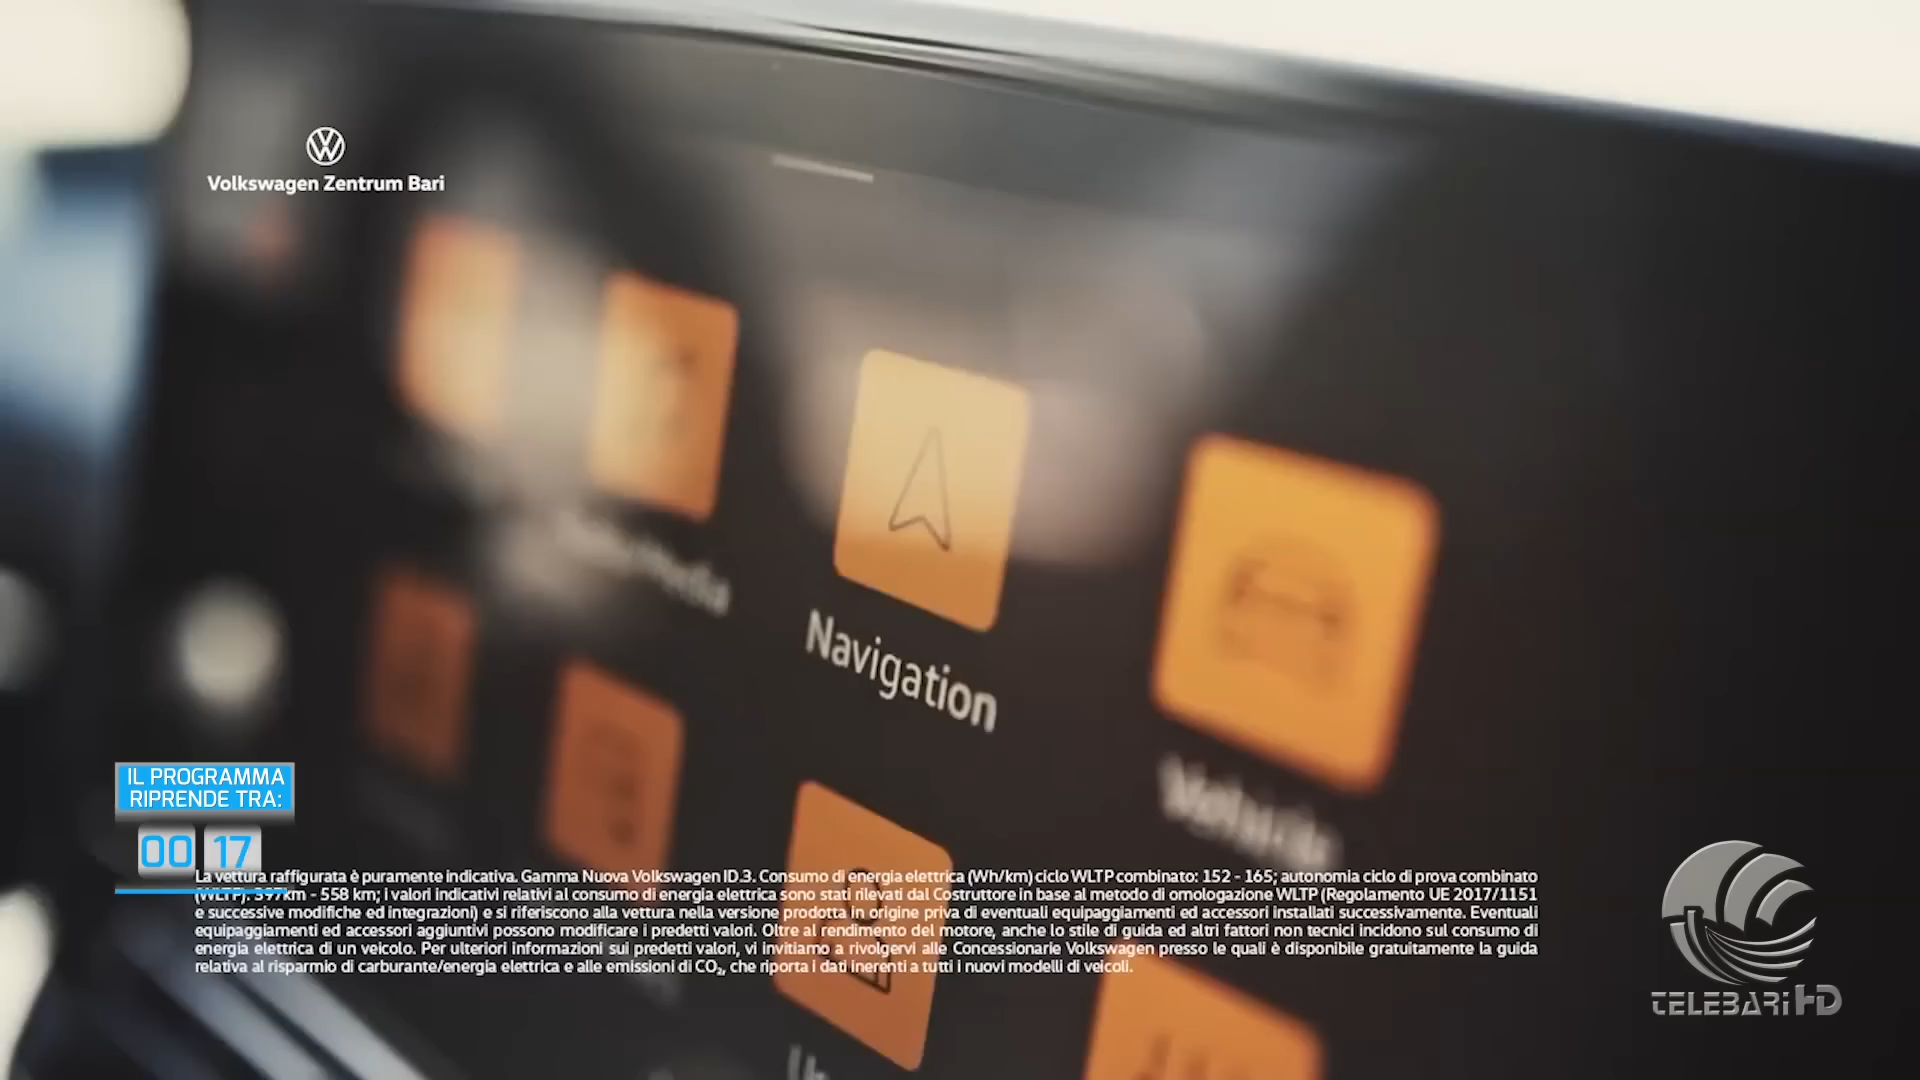 Volkswagen Zentrum Bari
Navigation
IL PROGRAMMA
RIPRENDE TRA:
00 17
La vettura raffigurata è puramente indicativa. Gamma Nuova Volkswagen ID.3. Consumo di energia elettrica (Wh/km) ciclo WLTP combinato: 152 - 165; autonomia ciclo di prova combinato
(WLTP): 397km - 558 km; i valori indicativi relativi al consumo di energia elettrica sono stati rilevati dal Costruttore in base al metodo di omologazione WLTP (Regolamento UE 2017/1151
e successive modifiche ed integrazioni) e si riferiscono alla vettura nella versione prodotta in origine priva di eventuali equipaggiamenti ed accessori installati successivamente. Eventuali
equipaggiamenti ed accessori aggiuntivi possono modificare i predetti valori. Oltre al rendimento del motore, anche lo stile di guida ed altri fattori non tecnici incidono sul consumo di
energia elettrica di un veicolo. Per ulteriori informazioni sui predetti valori, vi invitiamo a rivolgervi alle Concessionarie Volkswagen presso le quali è disponibile gratuitamente la guida
relativa al risparmio di carburante/energia elettrica e alle emissioni di CO₂, che riporta i dati inerenti a tutti i nuovi modelli di veicoli.
TELEBARI HD